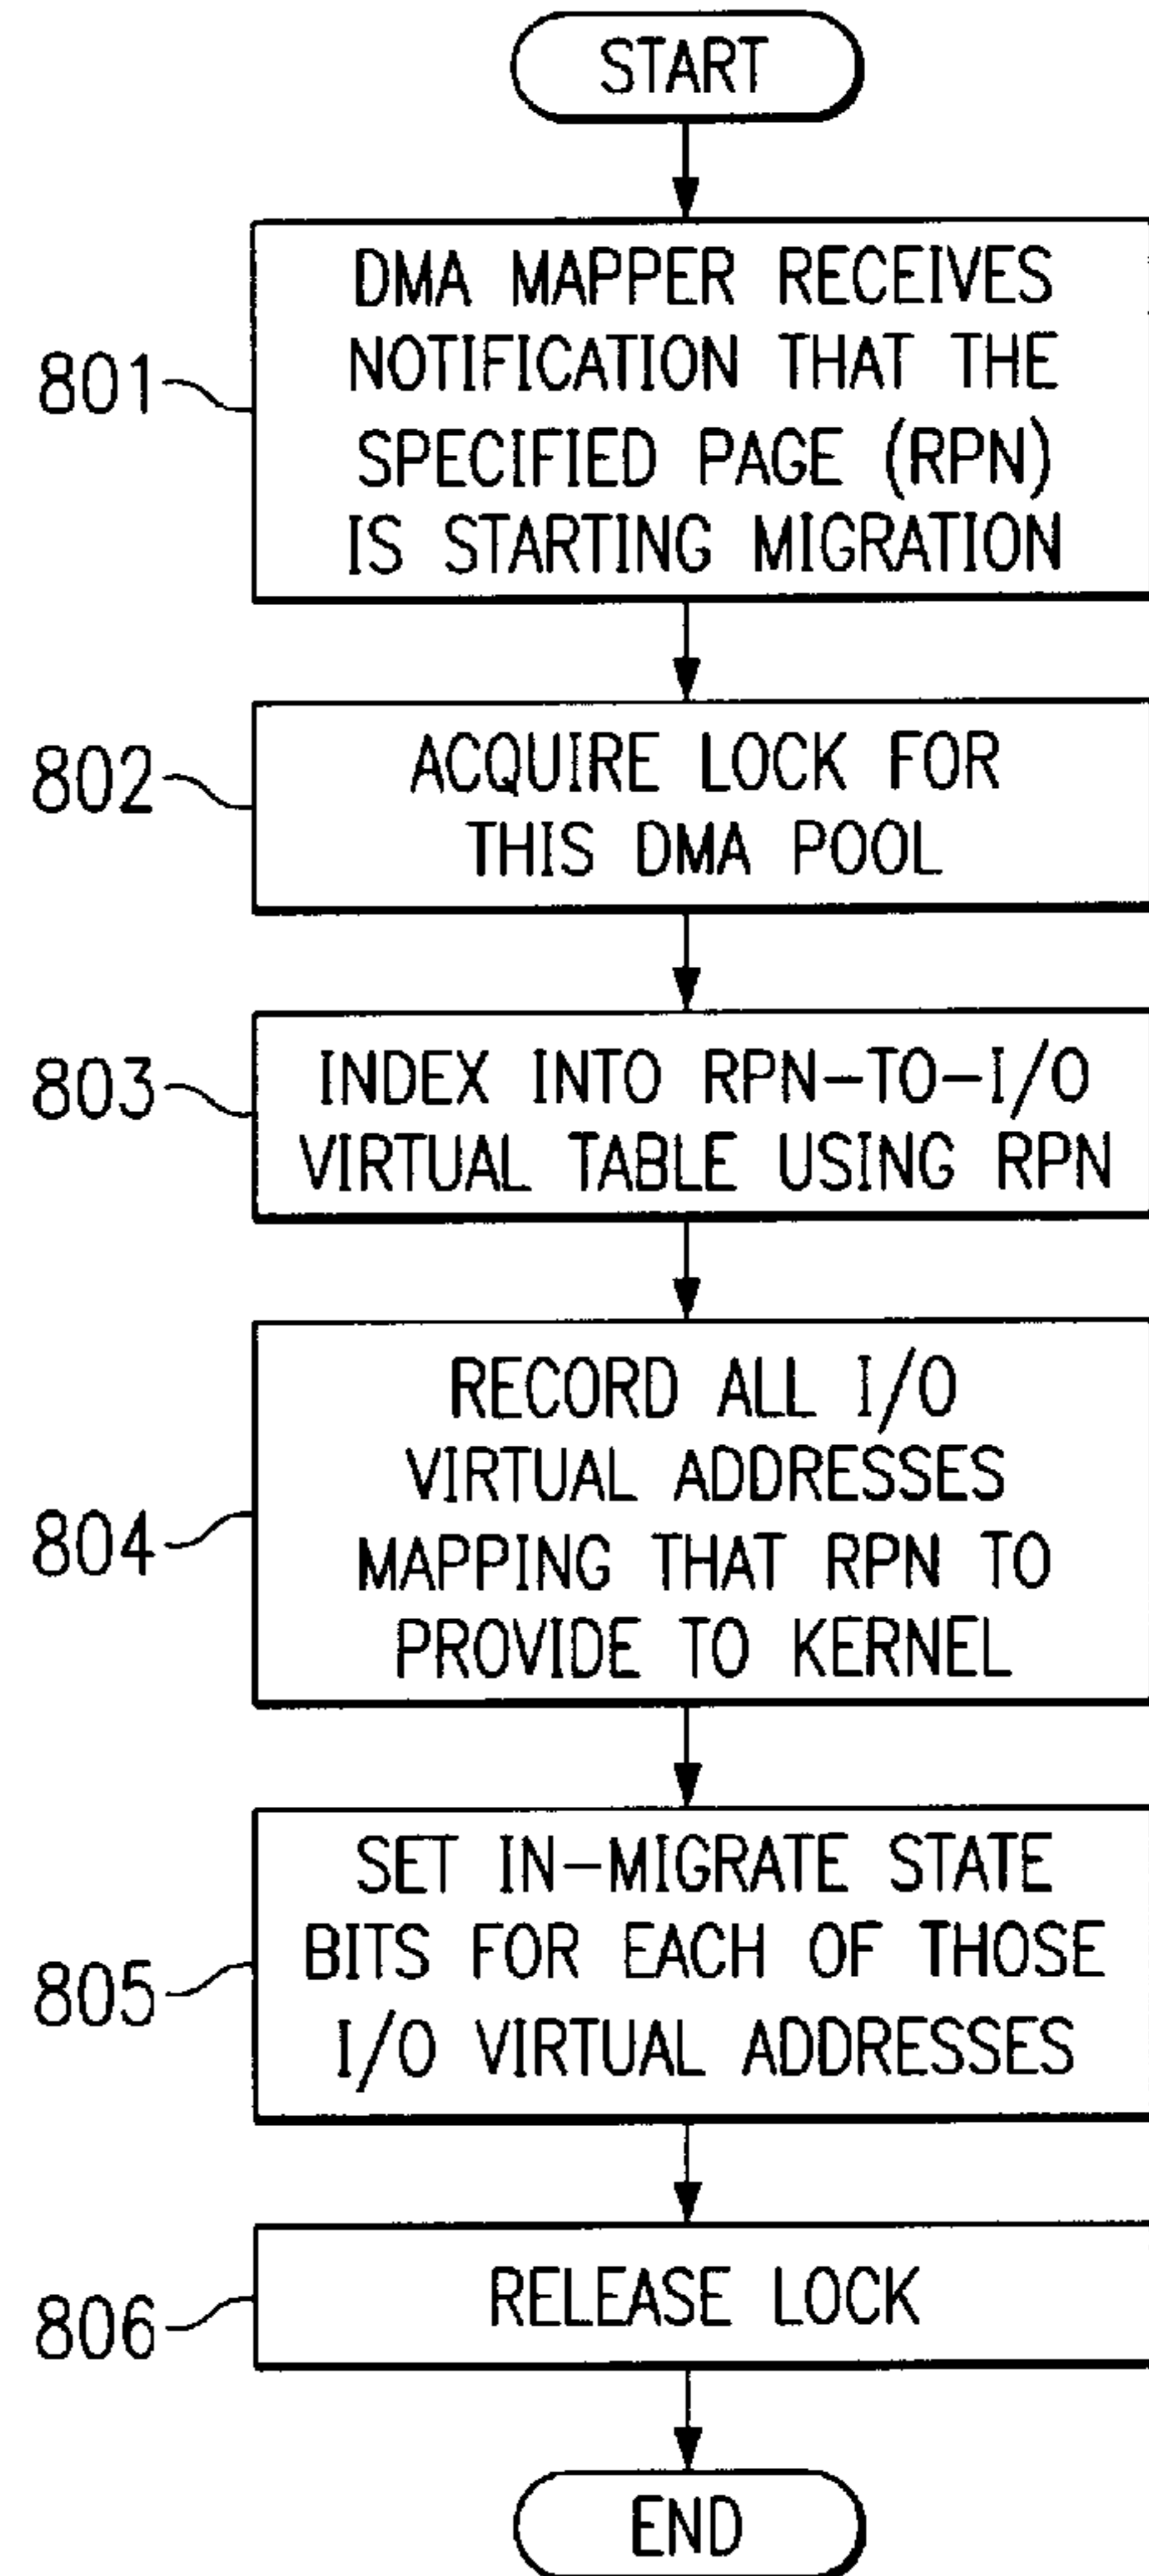 START
801
DMA MAPPER RECEIVES
NOTIFICATION THAT THE
SPECIFIED PAGE (RPN)
IS STARTING MIGRATION
802
ACQUIRE LOCK FOR
THIS DMA POOL
803
INDEX INTO RPN-TO-I/O
VIRTUAL TABLE USING RPN
804
RECORD ALL I/O
VIRTUAL ADDRESSES
MAPPING THAT RPN TO
PROVIDE TO KERNEL
805
SET IN-MIGRATE STATE
BITS FOR EACH OF THOSE
I/O VIRTUAL ADDRESSES
806
RELEASE LOCK
END